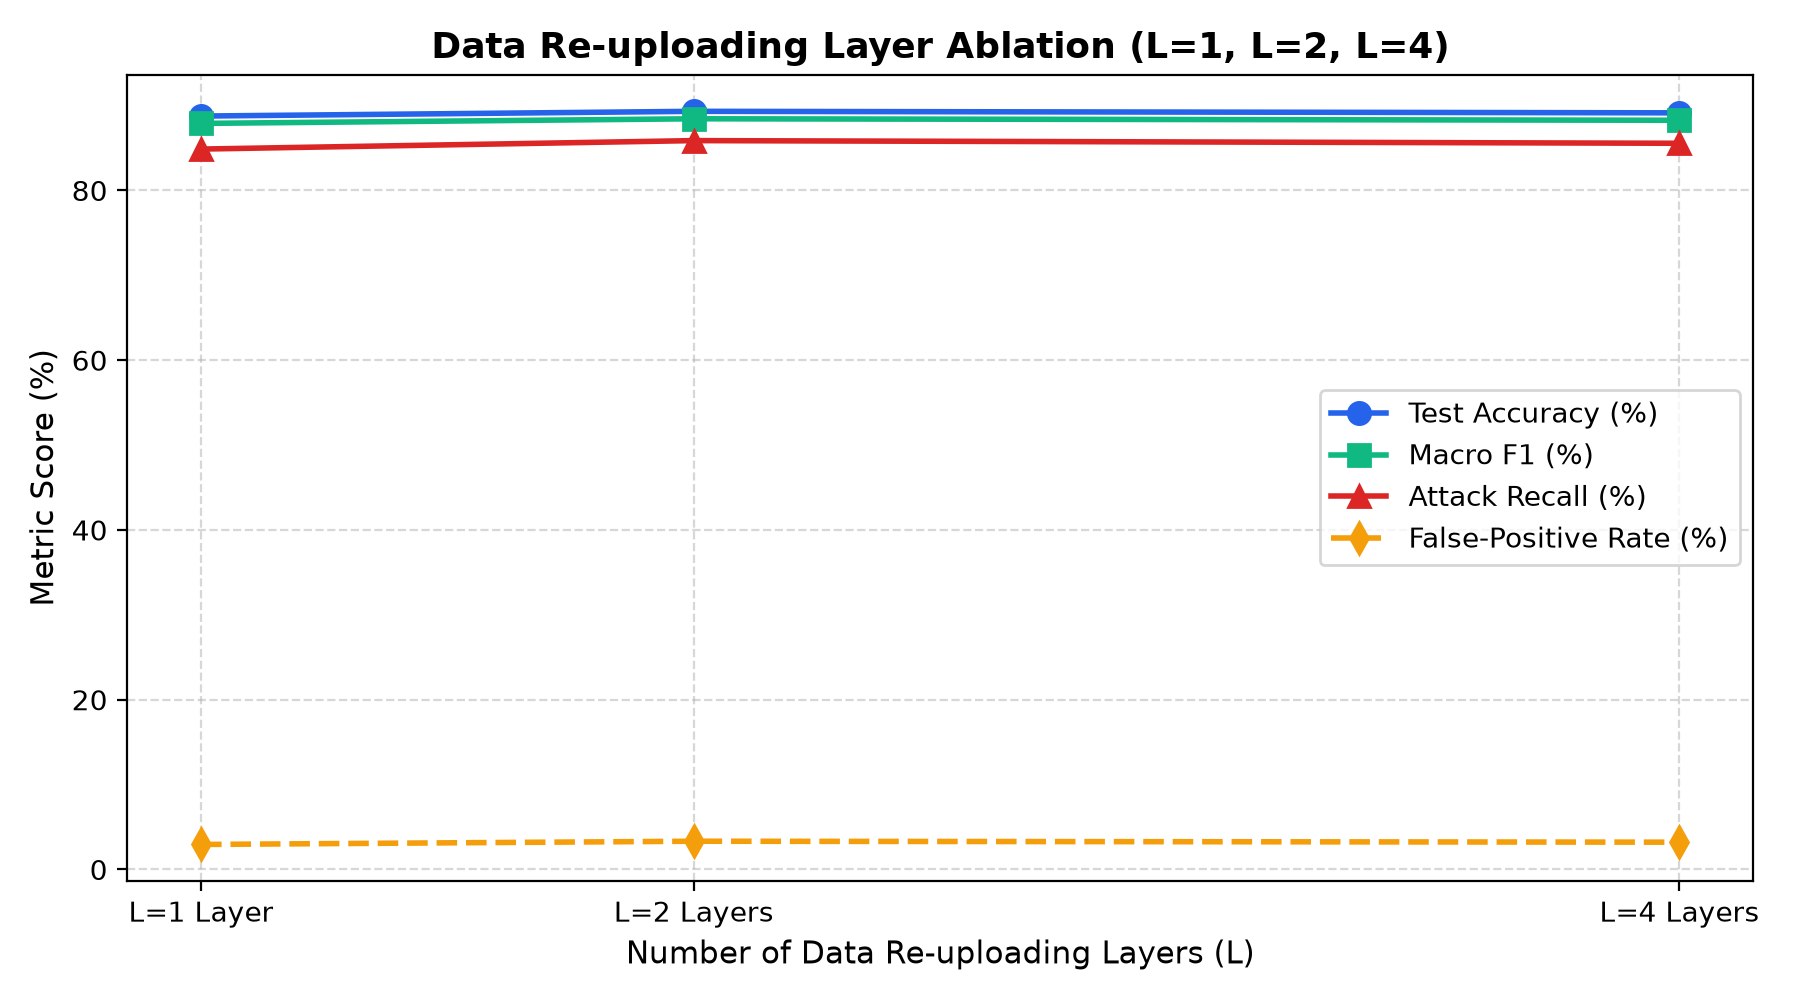 Data Re-uploading Layer Ablation (L=1, L=2, L=4)
Metric Score (%)
80
60
40
20
0
Test Accuracy (%)
Macro F1 (%)
Attack Recall (%)
False-Positive Rate (%)
L=1 Layer
L=2 Layers
L=4 Layers
Number of Data Re-uploading Layers (L)